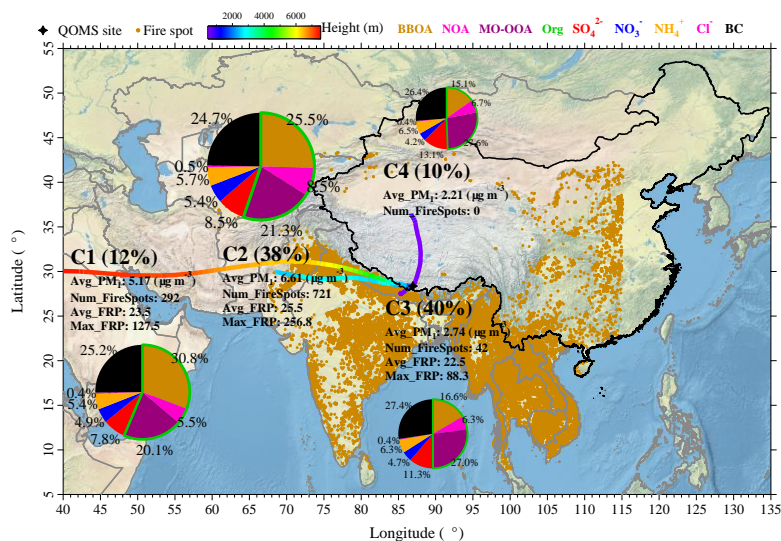 2000 4000 6000
QOMS site Fire spot Height (m) BBOA NOA MO-OOA Org SO₄²⁻ NO₃⁻ NH₄⁺ Cl⁻ BC
55
50
45
40
35
30
25
20
15
10
5
Latitude ( °)
40 45 50 55 60 65 70 75 80 85 90 95 100 105 110 115 120 125 130 135
Longitude ( °)
24.7%
25.5%
0.5%
5.7%
5.4%
8.5%
21.3%
8.5%
26.4%
15.1%
6.7%
0.4%
6.5%
4.2%
13.1%
27.6%
C4 (10%)
Avg_PM₁: 2.21 (µg m⁻³)
Num_FireSpots: 0
C1 (12%)
Avg_PM₁: 5.17 (µg m⁻³)
Num_FireSpots: 292
Avg_FRP: 23.5
Max_FRP: 127.5
C2 (38%)
Avg_PM₁: 6.61 (µg m⁻³)
Num_FireSpots: 721
Avg_FRP: 25.5
Max_FRP: 256.8
C3 (40%)
Avg_PM₁: 2.74 (µg m⁻³)
Num_FireSpots: 42
Avg_FRP: 22.5
Max_FRP: 88.3
25.2%
30.8%
0.4%
5.4%
4.9%
7.8%
20.1%
5.5%
27.4%
16.6%
6.3%
0.4%
6.3%
4.7%
11.3%
27.0%